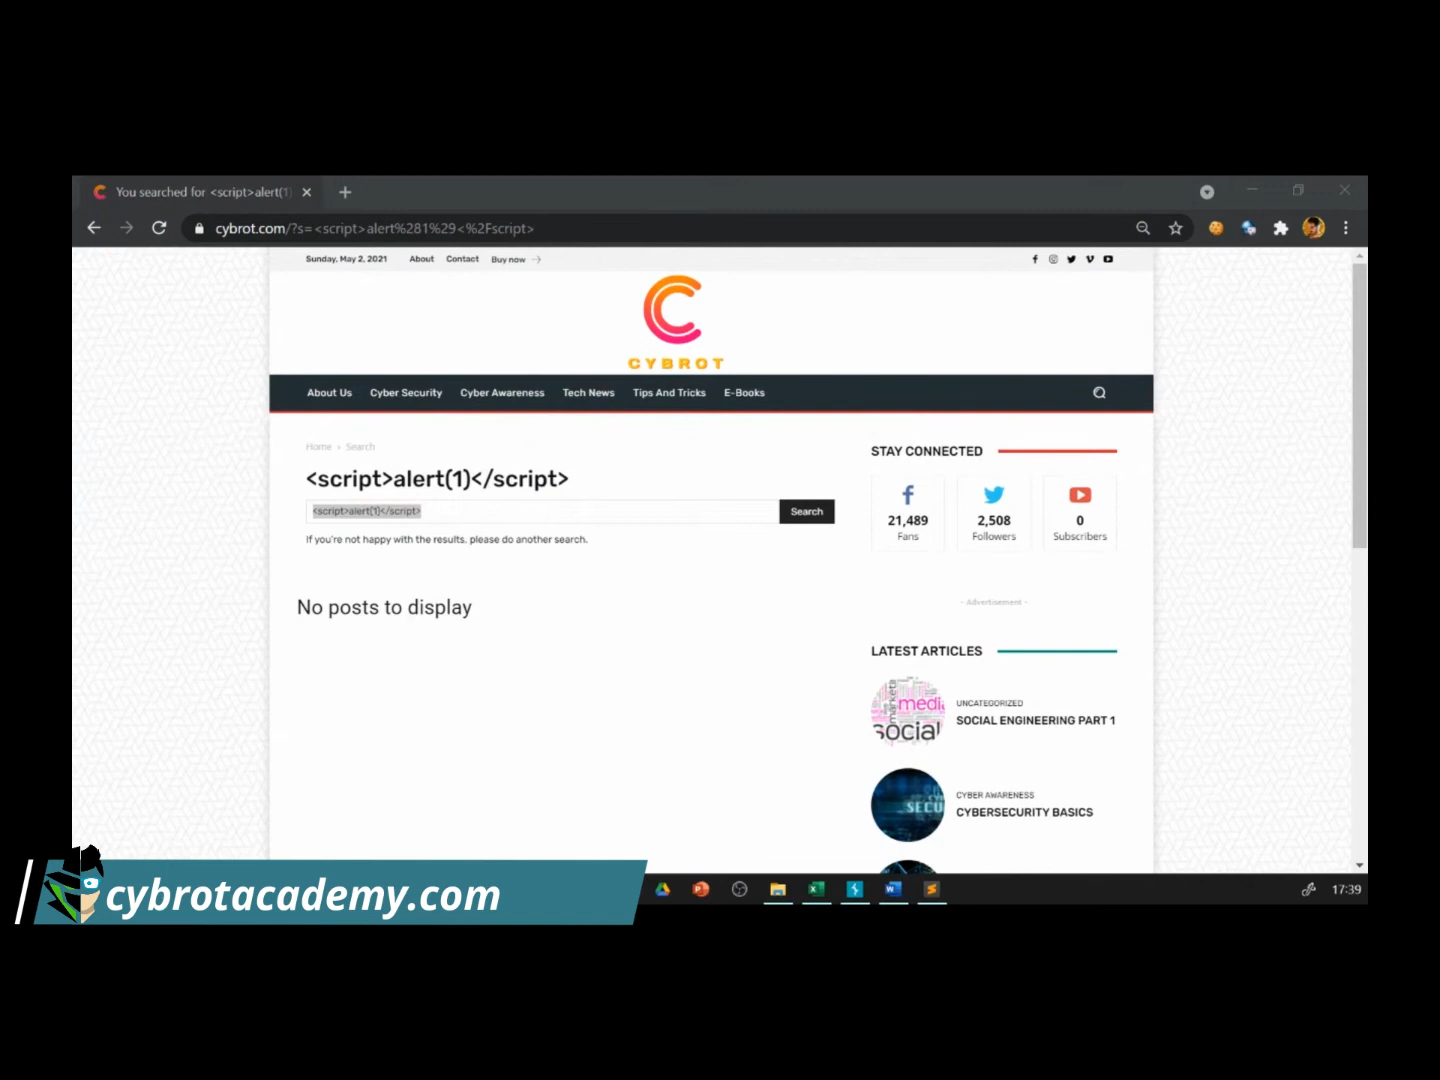 You searched for <script>alert(1)
cybrot.com/?s=<script>alert%281%29<%2Fscript>
Sunday, May 2, 2021 About Contact Buy now
CYBROT
About Us Cyber Security Cyber Awareness Tech News Tips And Tricks E-Books
Home › Search
<script>alert(1)</script>
<script>alert(1)</script> Search
If you're not happy with the results, please do another search.
No posts to display
STAY CONNECTED
21,489 2,508 0
Fans Followers Subscribers
- Advertisement -
LATEST ARTICLES
media
social
UNCATEGORIZED
SOCIAL ENGINEERING PART 1
SECU
CYBER AWARENESS
CYBERSECURITY BASICS
cybrotacademy.com
17:39